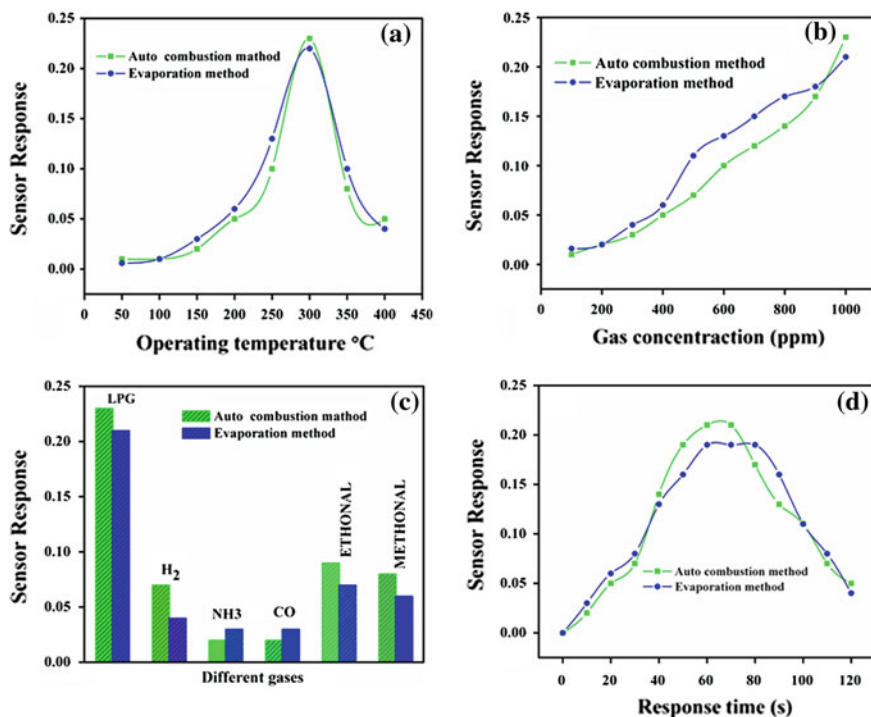 (a)
Auto combustion mathod
Evaporation method
Sensor Response
0.25
0.20
0.15
0.10
0.05
0.00
0 50 100 150 200 250 300 350 400 450
Operating temperature °C
(b)
Auto combustion method
Evaporation method
Sensor Response
0.25
0.20
0.15
0.10
0.05
0.00
0 200 400 600 800 1000
Gas concentraction (ppm)
(c)
LPG
Auto combustion mathod
Evaporation method
H2
NH3
CO
ETHONAL
METHONAL
Sensor Response
0.25
0.20
0.15
0.10
0.05
0.00
Different gases
(d)
Auto combustion method
Evaporation method
Sensor Response
0.25
0.20
0.15
0.10
0.05
0.00
0 20 40 60 80 100 120
Response time (s)